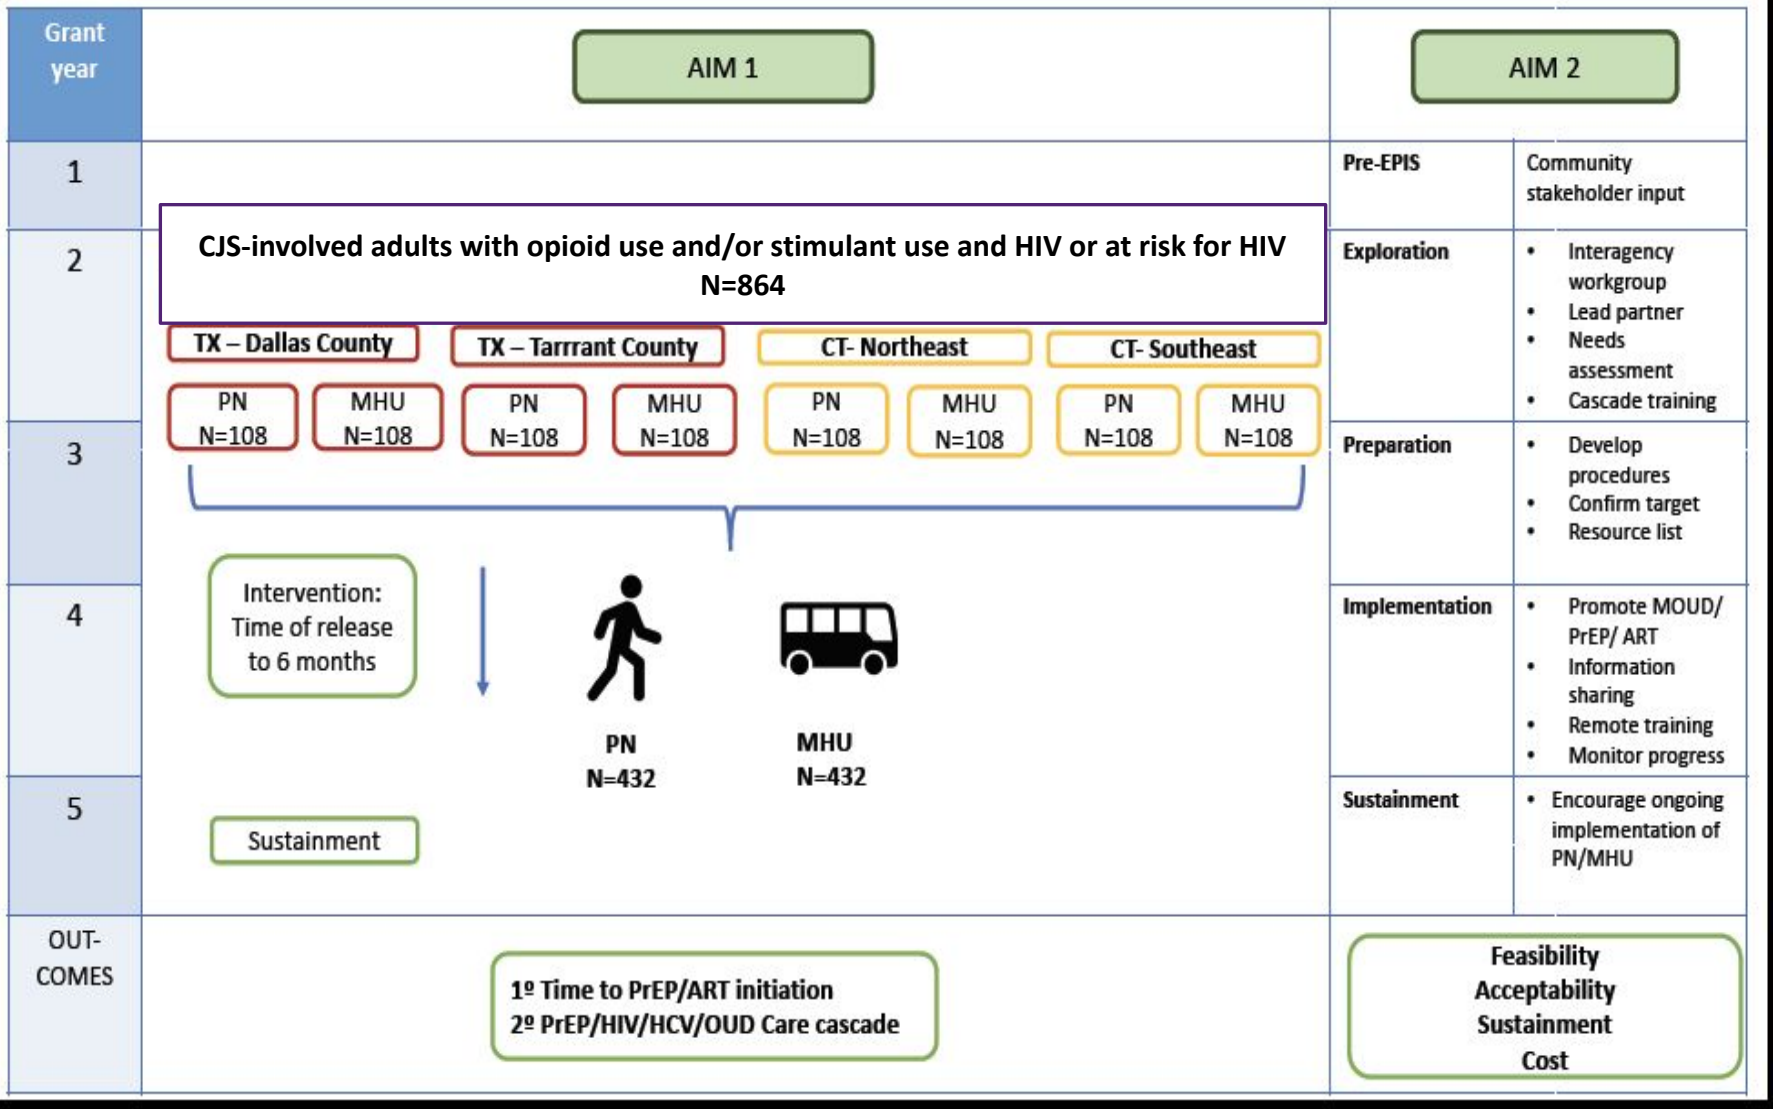 Grant
year
AIM 1
AIM 2
1
Pre-EPIS
Community
stakeholder input
CJS-involved adults with opioid use and/or stimulant use and HIV or at risk for HIV
N=864
2
Exploration
• Interagency
workgroup
• Lead partner
• Needs
assessment
• Cascade training
TX – Dallas County
TX – Tarrrant County
CT- Northeast
CT- Southeast
PN
N=108
MHU
N=108
PN
N=108
MHU
N=108
PN
N=108
MHU
N=108
PN
N=108
MHU
N=108
3
Preparation
• Develop
procedures
• Confirm target
• Resource list
4
Intervention:
Time of release
to 6 months
PN
N=432
MHU
N=432
Implementation
• Promote MOUD/
PrEP/ ART
• Information
sharing
• Remote training
• Monitor progress
5
Sustainment
Sustainment
• Encourage ongoing
implementation of
PN/MHU
OUT-
COMES
1º Time to PrEP/ART initiation
2º PrEP/HIV/HCV/OUD Care cascade
Feasibility
Acceptability
Sustainment
Cost